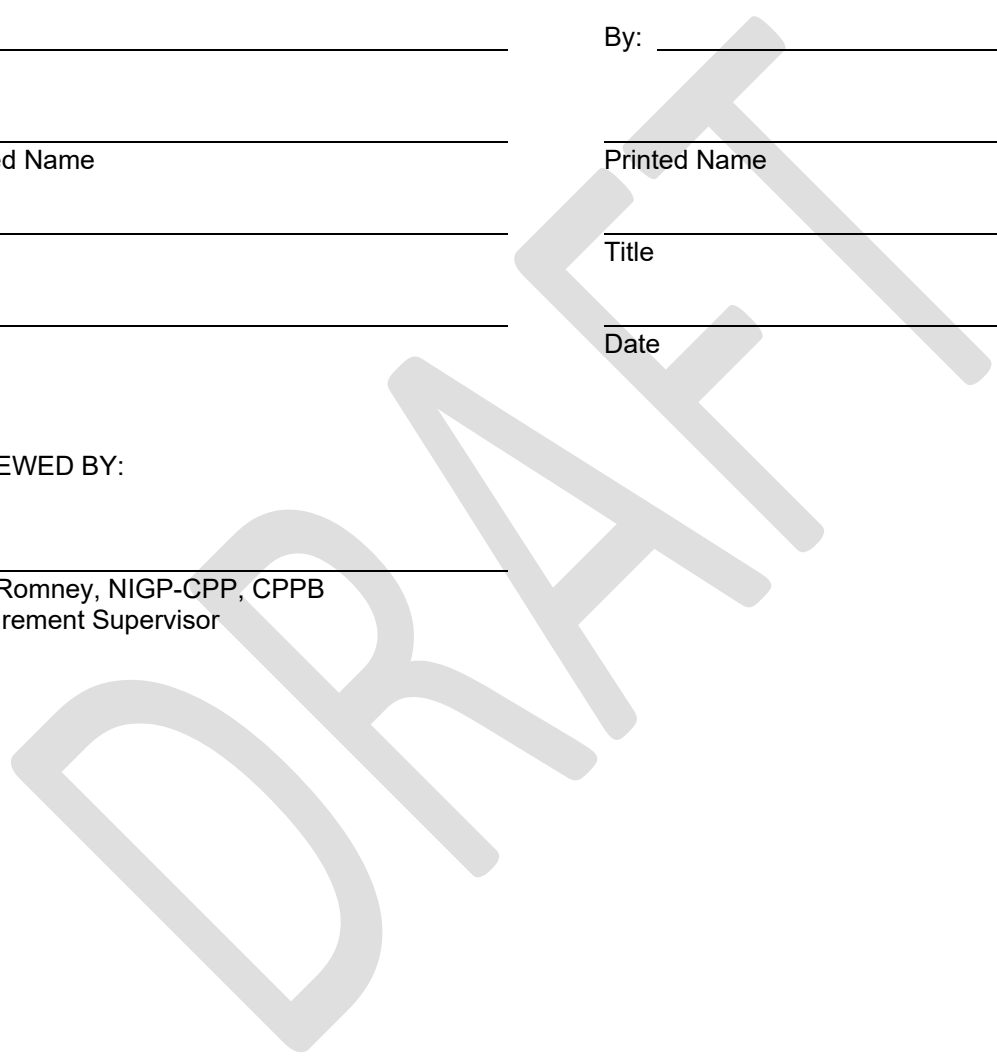 By:
ed Name
Printed Name
Title
Date
EWED BY:
Romney, NIGP-CPP, CPPB
rement Supervisor
DRAFT